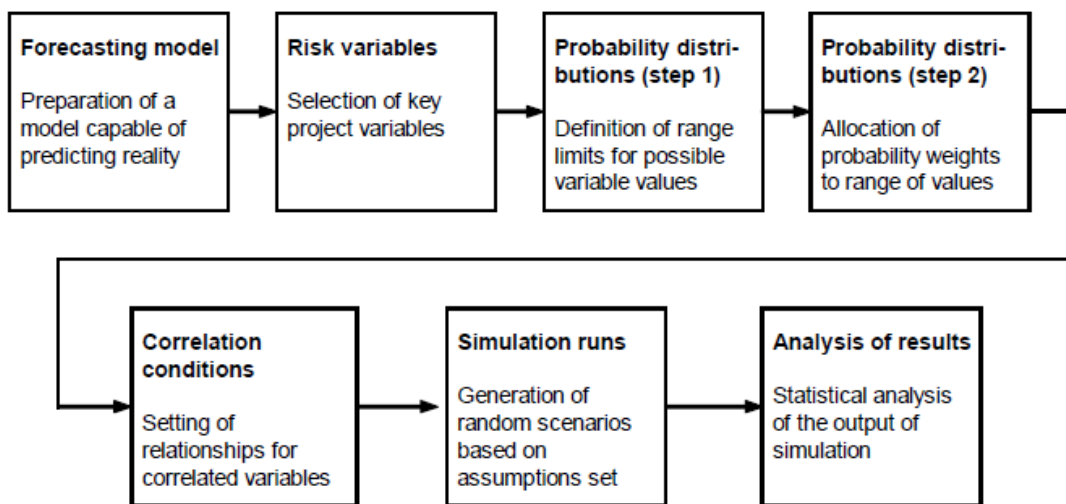 Forecasting model
Preparation of a
model capable of
predicting reality
Risk variables
Selection of key
project variables
Probability distri-
butions (step 1)
Definition of range
limits for possible
variable values
Probability distri-
butions (step 2)
Allocation of
probability weights
to range of values
Correlation
conditions
Setting of
relationships for
correlated variables
Simulation runs
Generation of
random scenarios
based on
assumptions set
Analysis of results
Statistical analysis
of the output of
simulation